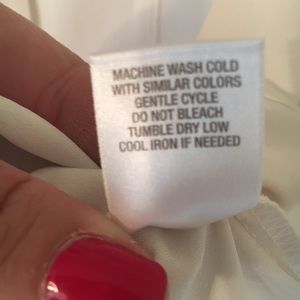 MACHINE WASH COLD
WITH SIMILAR COLORS
GENTLE CYCLE
DO NOT BLEACH
TUMBLE DRY LOW
COOL IRON IF NEEDED